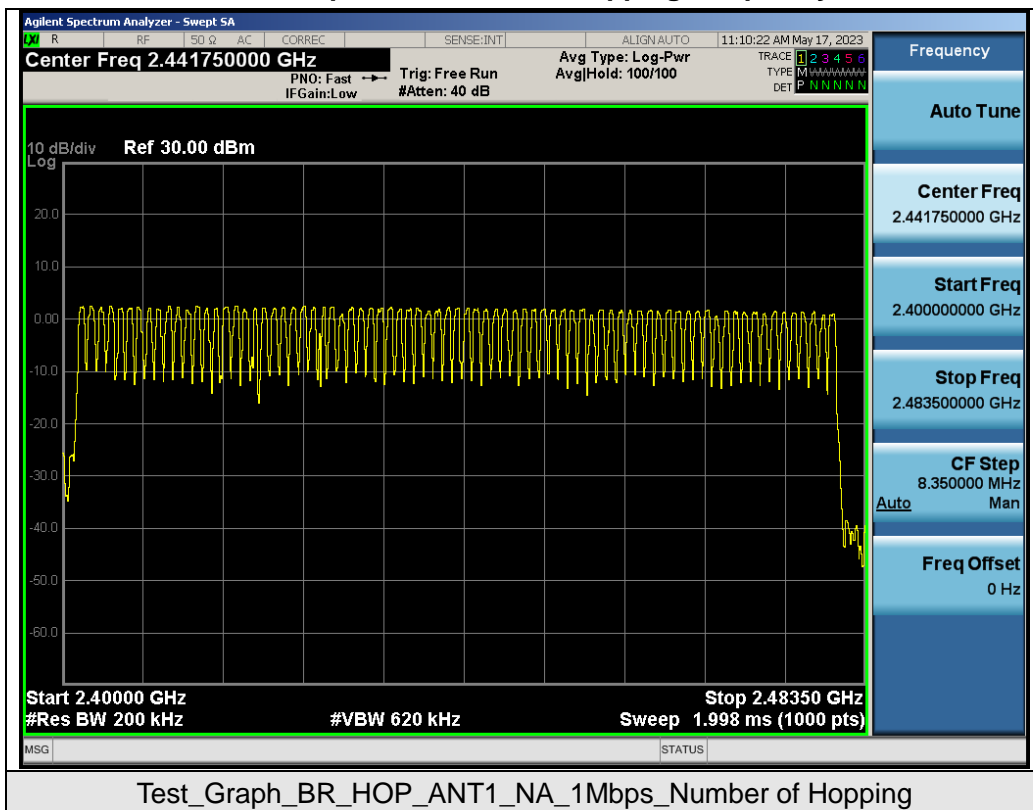 Agilent Spectrum Analyzer - Swept SA
LXI R RF 50 Ω AC CORREC SENSE:INT ALIGN AUTO 11:10:22 AM May 17, 2023
Center Freq 2.441750000 GHz
PNO: Fast
IFGain:Low
Trig: Free Run
#Atten: 40 dB
Avg Type: Log-Pwr
Avg|Hold: 100/100
TRACE 1 2 3 4 5 6
TYPE M
DET P N N N N N
10 dB/div
Log
Ref 30.00 dBm
20.0
10.0
0.00
-10.0
-20.0
-30.0
-40.0
-50.0
-60.0
Start 2.40000 GHz
Stop 2.48350 GHz
#Res BW 200 kHz
#VBW 620 kHz
Sweep 1.998 ms (1000 pts)
MSG
STATUS
Frequency
Auto Tune
Center Freq
2.441750000 GHz
Start Freq
2.400000000 GHz
Stop Freq
2.483500000 GHz
CF Step
8.350000 MHz
Auto Man
Freq Offset
0 Hz
Test_Graph_BR_HOP_ANT1_NA_1Mbps_Number of Hopping